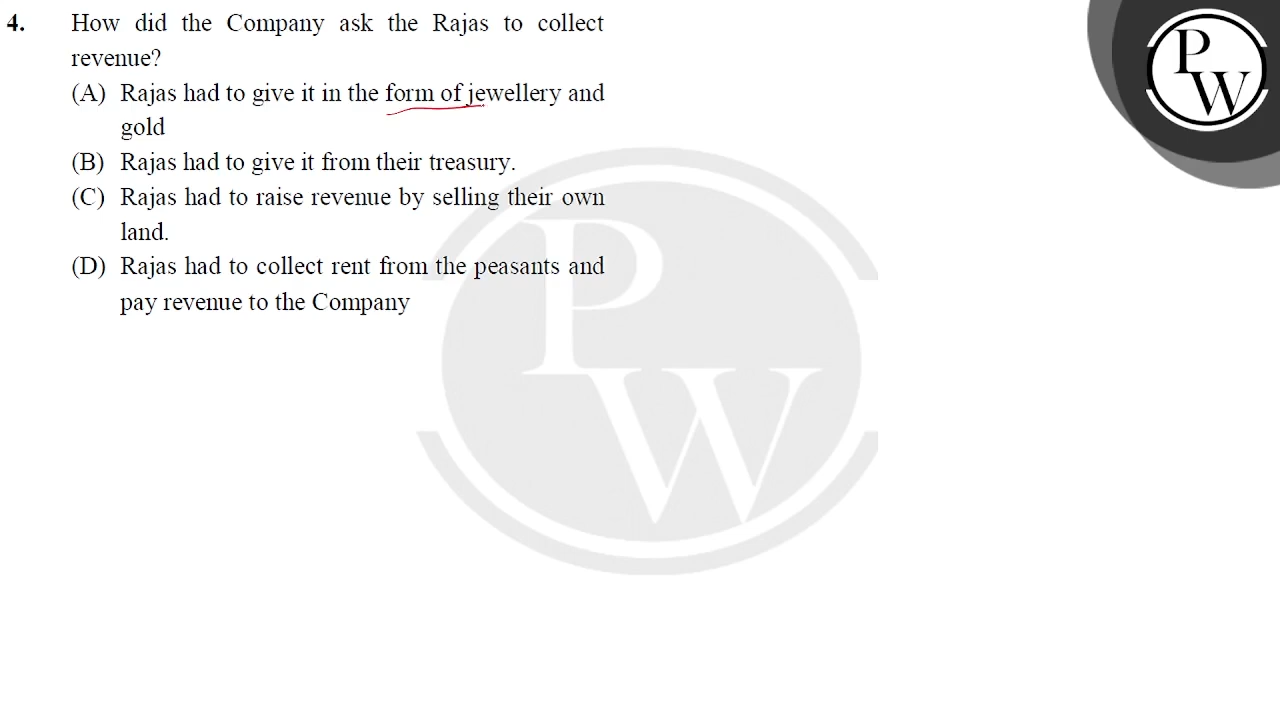 4. How did the Company ask the Rajas to collect
revenue?
(A) Rajas had to give it in the form of jewellery and
gold
(B) Rajas had to give it from their treasury.
(C) Rajas had to raise revenue by selling their own
land.
(D) Rajas had to collect rent from the peasants and
pay revenue to the Company
P
W
P
W